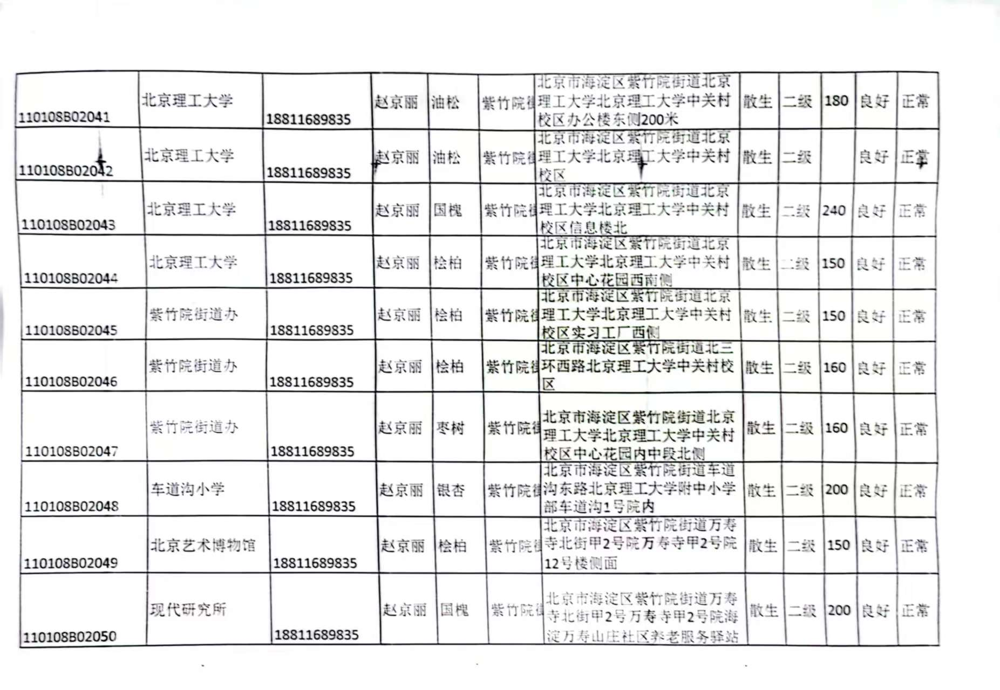 110108B02041 北京理工大学 18811689835 赵京丽 油松 紫竹院街 北京市海淀区紫竹院街道北京
理工大学北京理工大学中关村
校区办公楼东侧200米 散生 二级 180 良好 正常
110108B02042 北京理工大学 18811689835 赵京丽 油松 紫竹院街 北京市海淀区紫竹院街道北京
理工大学北京理工大学中关村
校区 散生 二级 良好 正常
110108B02043 北京理工大学 18811689835 赵京丽 国槐 紫竹院街 北京市海淀区紫竹院街道北京
理工大学北京理工大学中关村
校区信息楼北 散生 二级 240 良好 正常
110108B02044 北京理工大学 18811689835 赵京丽 桧柏 紫竹院街 北京市海淀区紫竹院街道北京
理工大学北京理工大学中关村
校区中心花园西南侧 散生 二级 150 良好 正常
110108B02045 紫竹院街道办 18811689835 赵京丽 桧柏 紫竹院街 北京市海淀区紫竹院街道北京
理工大学北京理工大学中关村
校区实习工厂西侧 散生 二级 150 良好 正常
110108B02046 紫竹院街道办 18811689835 赵京丽 桧柏 紫竹院街 北京市海淀区紫竹院街道北三
环西路北京理工大学中关村校
区 散生 二级 160 良好 正常
110108B02047 紫竹院街道办 18811689835 赵京丽 枣树 紫竹院街 北京市海淀区紫竹院街道北京
理工大学北京理工大学中关村
校区中心花园内中段北侧 散生 二级 160 良好 正常
110108B02048 车道沟小学 18811689835 赵京丽 银杏 紫竹院街 北京市海淀区紫竹院街道车道
沟东路北京理工大学附中小学
部车道沟1号院内 散生 二级 200 良好 正常
110108B02049 北京艺术博物馆 18811689835 赵京丽 桧柏 紫竹院街 北京市海淀区紫竹院街道万寿
寺北街甲2号院万寿寺甲2号院
12号楼侧面 散生 二级 150 良好 正常
110108B02050 现代研究所 18811689835 赵京丽 国槐 紫竹院街 北京市海淀区紫竹院街道万寿
寺北街甲2号万寿寺甲2号院海
淀万寿山庄社区养老服务驿站 散生 二级 200 良好 正常